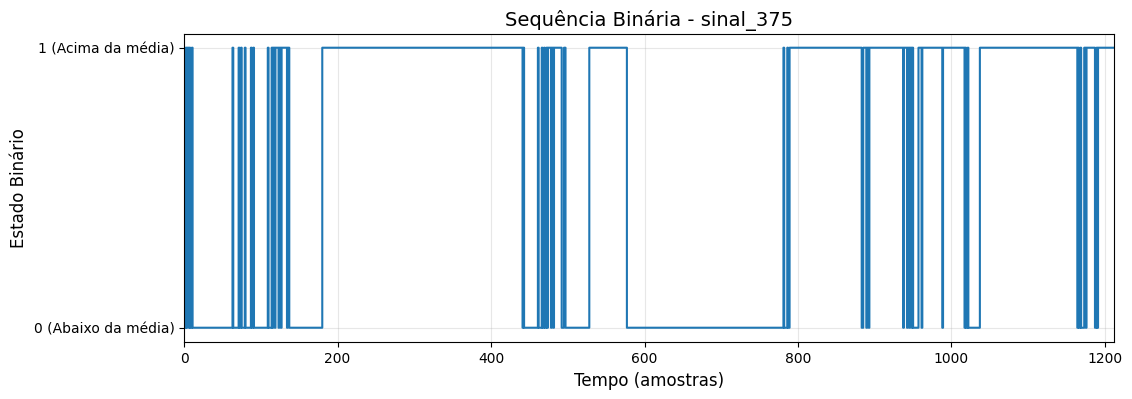 Sequência Binária - sinal_375
1 (Acima da média)
Estado Binário
0 (Abaixo da média)
0 200 400 600 800 1000 1200
Tempo (amostras)